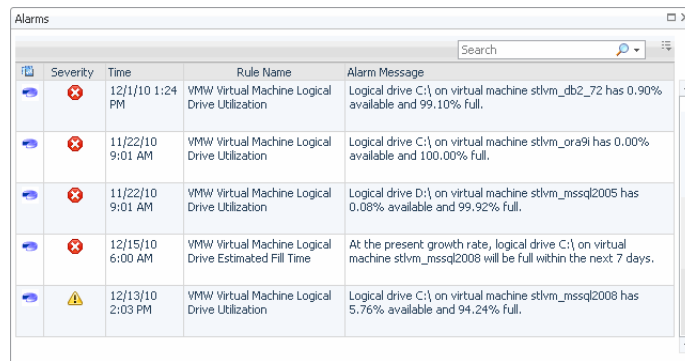 Alarms
Search
Severity Time Rule Name Alarm Message
12/1/10 1:24 VMW Virtual Machine Logical Logical drive C:\ on virtual machine stlvm_db2_72 has 0.90%
PM Drive Utilization available and 99.10% full.
11/22/10 VMW Virtual Machine Logical Logical drive C:\ on virtual machine stlvm_ora9i has 0.00%
9:01 AM Drive Utilization available and 100.00% full.
11/22/10 VMW Virtual Machine Logical Logical drive D:\ on virtual machine stlvm_mssql2005 has
9:01 AM Drive Utilization 0.08% available and 99.92% full.
12/15/10 VMW Virtual Machine Logical At the present growth rate, logical drive C:\ on virtual
6:00 AM Drive Estimated Fill Time machine stlvm_mssql2008 will be full within the next 7 days.
12/13/10 VMW Virtual Machine Logical Logical drive C:\ on virtual machine stlvm_mssql2008 has
2:03 PM Drive Utilization 5.76% available and 94.24% full.